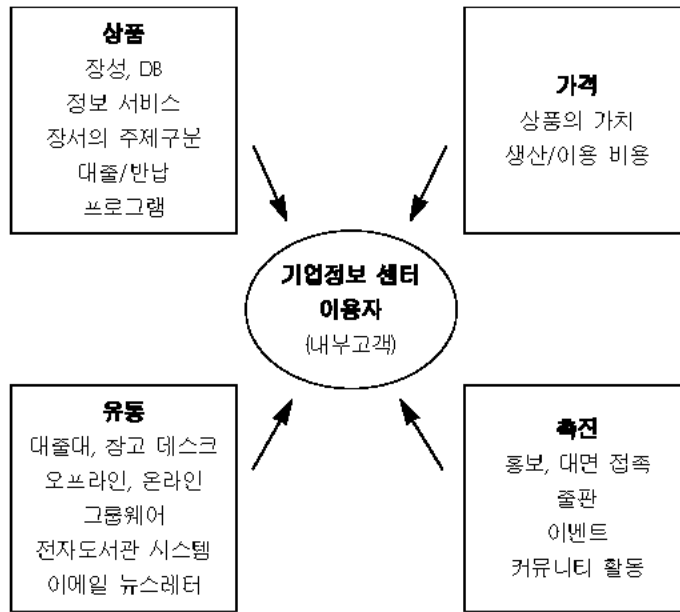 상품
장성, DB
정보 서비스
장서의 주제구분
대출/반납
프로그램
가격
상품의 가치
생산/이용 비용
기업정보 센터
이용자
(내부고객)
유통
대출대, 참고 데스크
오프라인, 온라인
그룹웨어
전자도서관 시스템
이메일 뉴스레터
촉진
홍보, 대면 접촉
출판
이벤트
커뮤니티 활동